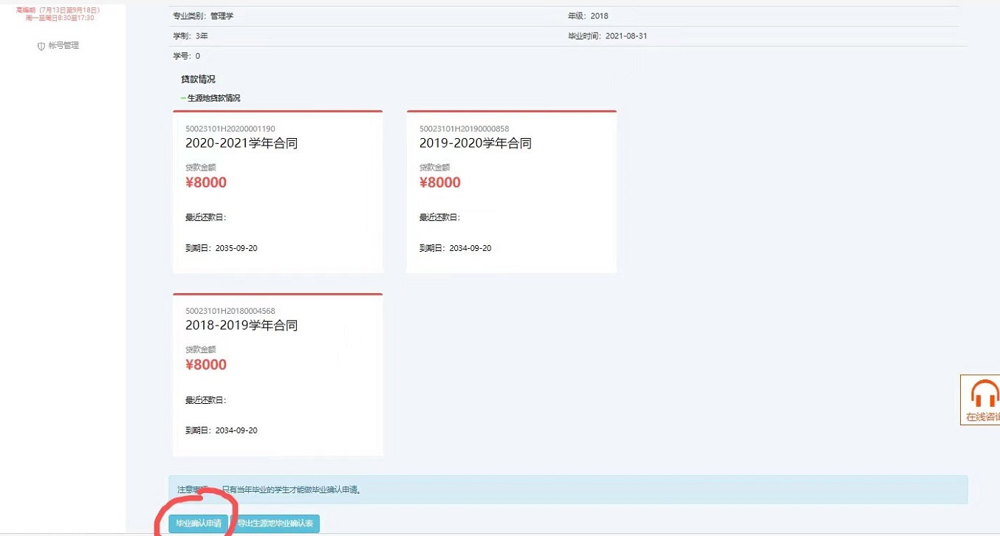 高峰期（7月13日至9月18日）
周一至周日8:30至17:30
帐号管理
专业类别：管理学 年级：2018
学制：3年 毕业时间：2021-08-31
学号：0
贷款情况
生源地贷款情况
50023101H20200001190 50023101H20190000858
2020-2021学年合同 2019-2020学年合同
贷款金额 贷款金额
¥8000 ¥8000
最近还款日： 最近还款日：
到期日：2035-09-20 到期日：2034-09-20
50023101H20180004568
2018-2019学年合同
贷款金额
¥8000
最近还款日：
到期日：2034-09-20
在线咨询
注意事项 只有当年毕业的学生才能做毕业确认申请。
毕业确认申请 导出生源地毕业确认表